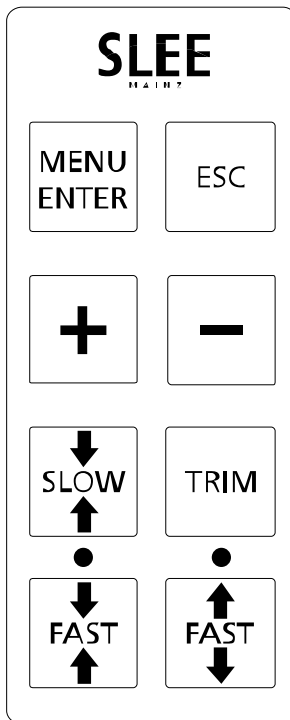 SLEE
MAINZ
MENU
ENTER
ESC
+
−
SLOW
TRIM
FAST
FAST